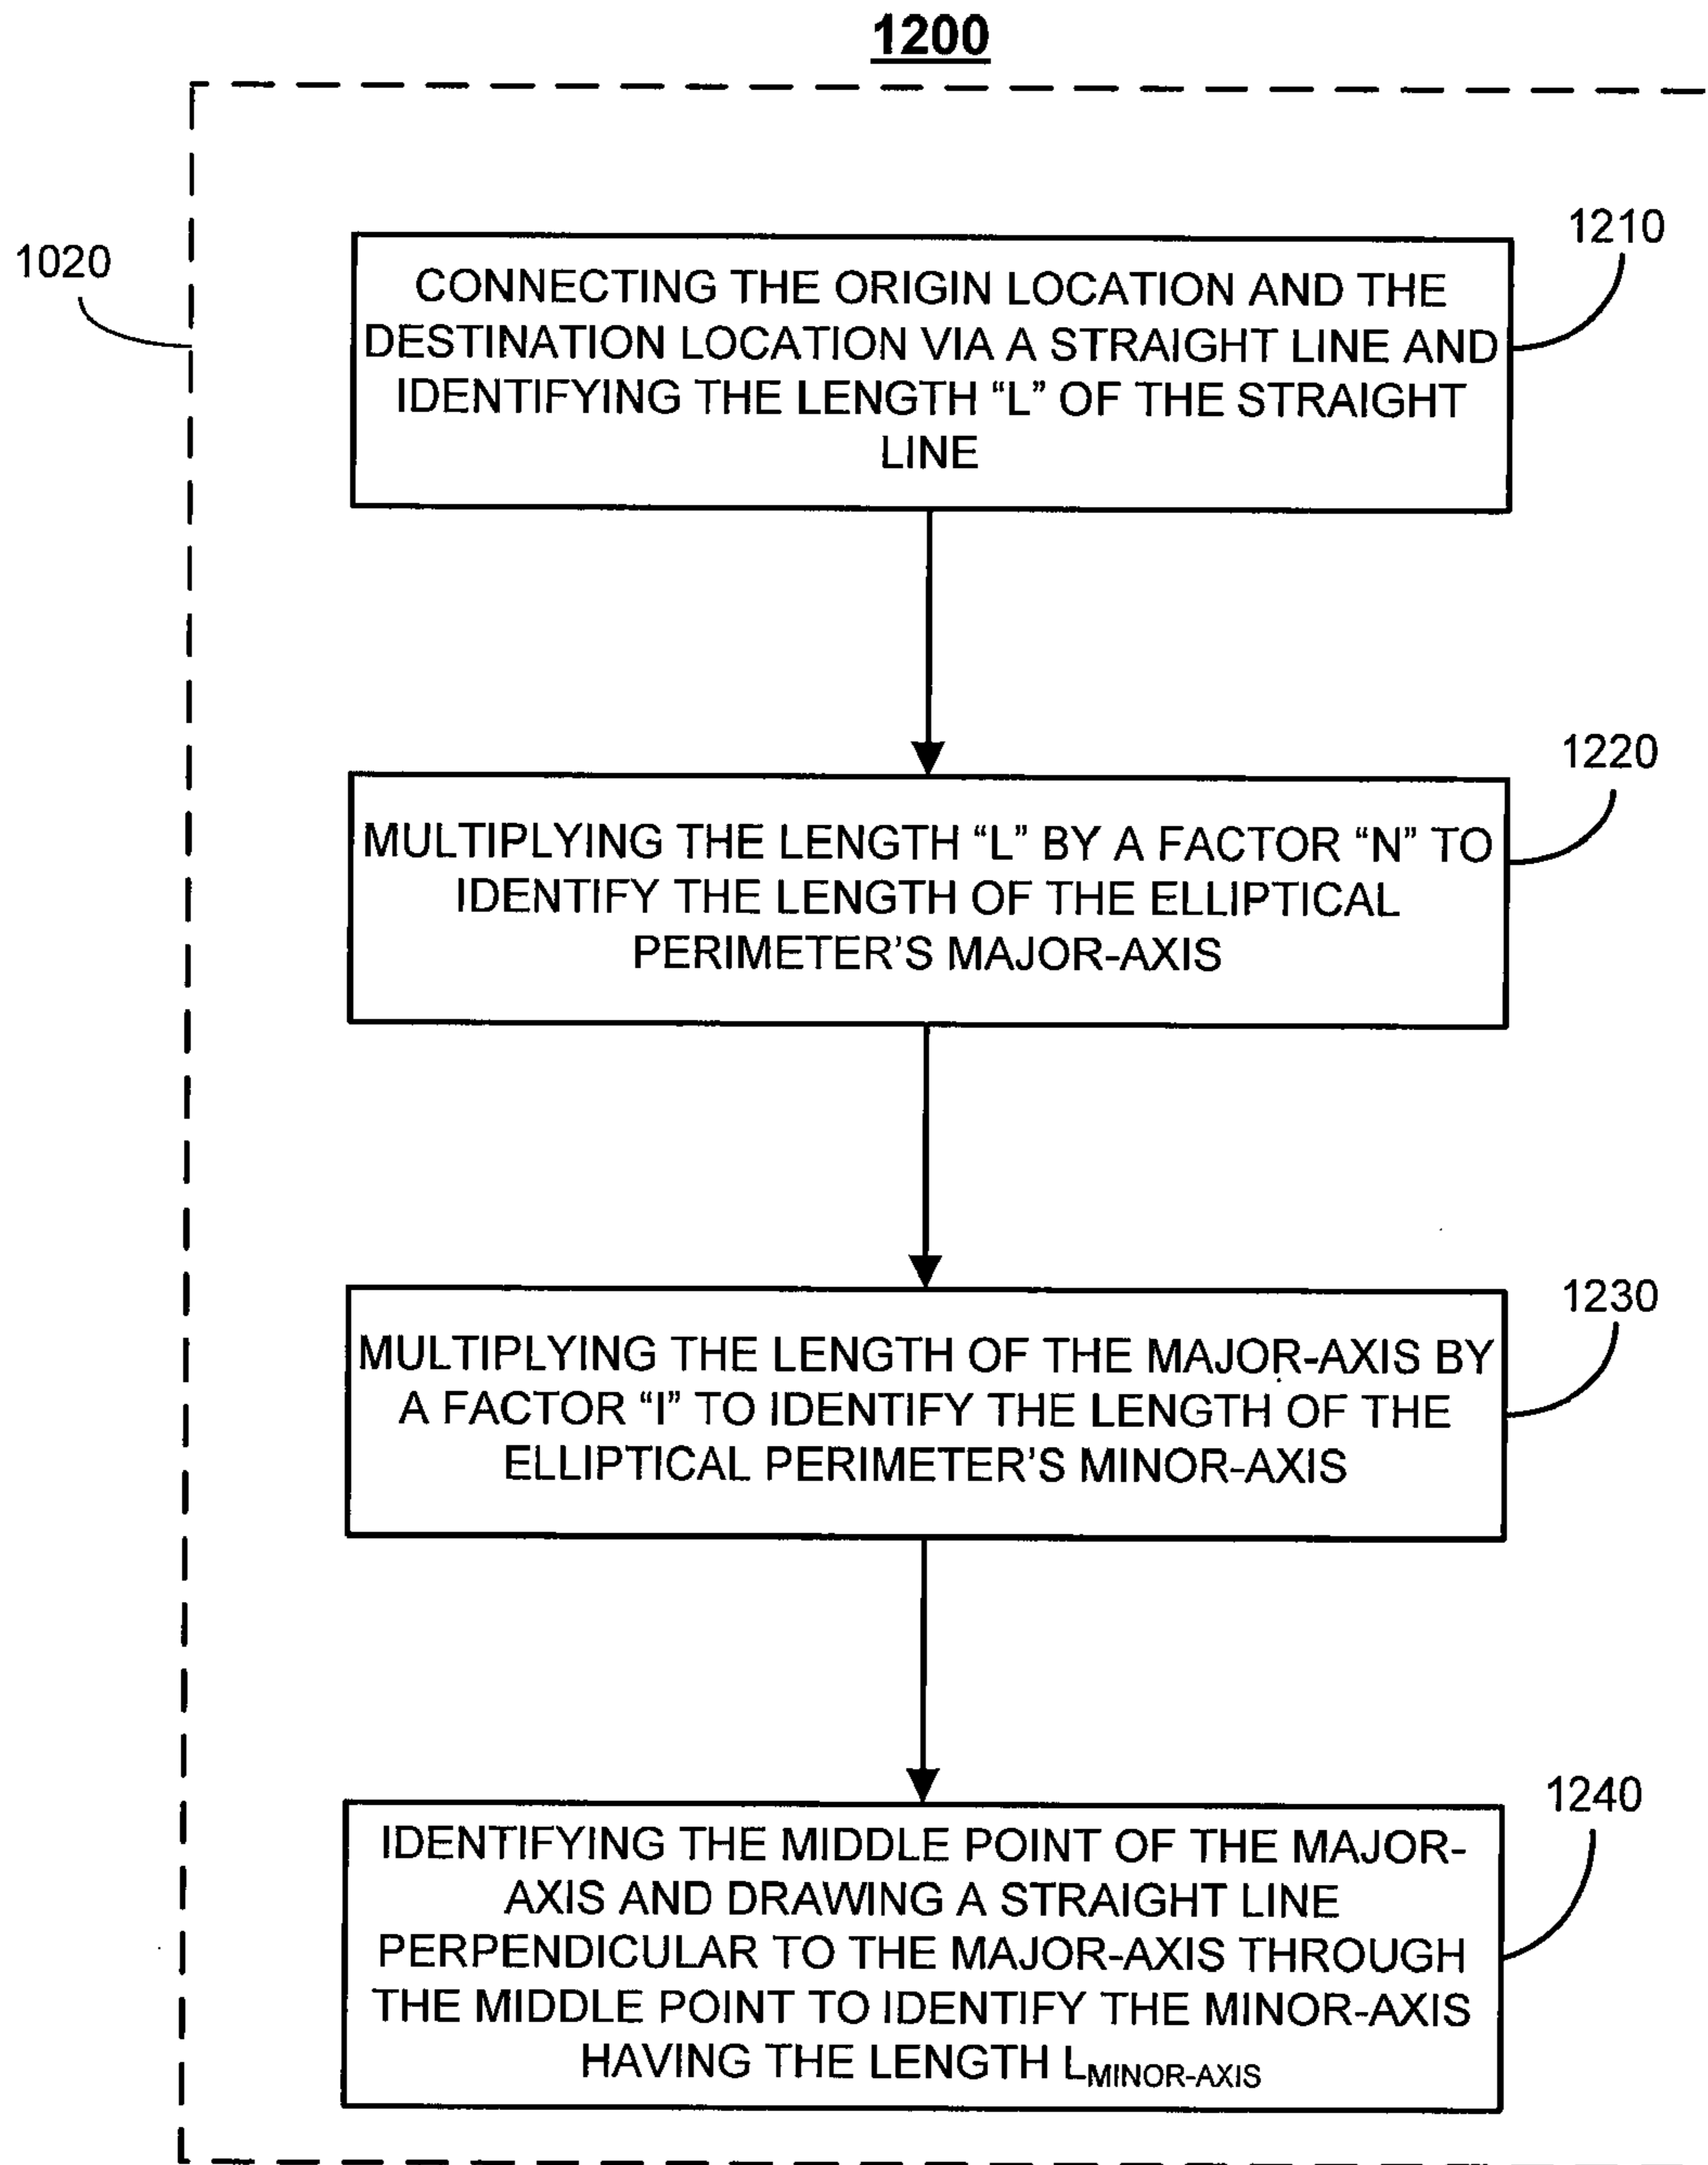 1200
1020
1210
CONNECTING THE ORIGIN LOCATION AND THE
DESTINATION LOCATION VIA A STRAIGHT LINE AND
IDENTIFYING THE LENGTH “L” OF THE STRAIGHT
LINE
1220
MULTIPLYING THE LENGTH “L” BY A FACTOR “N” TO
IDENTIFY THE LENGTH OF THE ELLIPTICAL
PERIMETER’S MAJOR-AXIS
1230
MULTIPLYING THE LENGTH OF THE MAJOR-AXIS BY
A FACTOR “I” TO IDENTIFY THE LENGTH OF THE
ELLIPTICAL PERIMETER’S MINOR-AXIS
1240
IDENTIFYING THE MIDDLE POINT OF THE MAJOR-
AXIS AND DRAWING A STRAIGHT LINE
PERPENDICULAR TO THE MAJOR-AXIS THROUGH
THE MIDDLE POINT TO IDENTIFY THE MINOR-AXIS
HAVING THE LENGTH LMINOR-AXIS